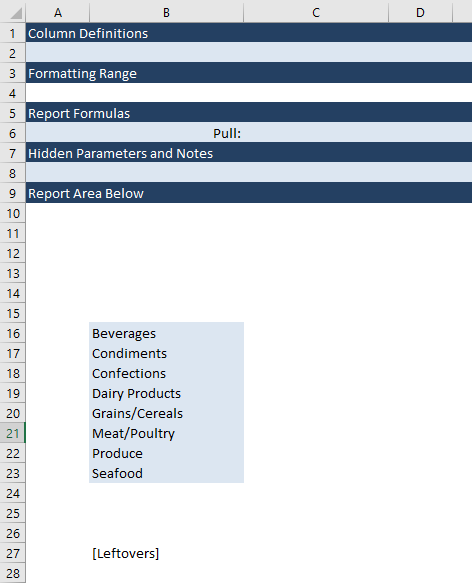 A B C D
1 Column Definitions
2
3 Formatting Range
4
5 Report Formulas
6 Pull:
7 Hidden Parameters and Notes
8
9 Report Area Below
10
11
12
13
14
15
16 Beverages
17 Condiments
18 Confections
19 Dairy Products
20 Grains/Cereals
21 Meat/Poultry
22 Produce
23 Seafood
24
25
26
27 [Leftovers]
28